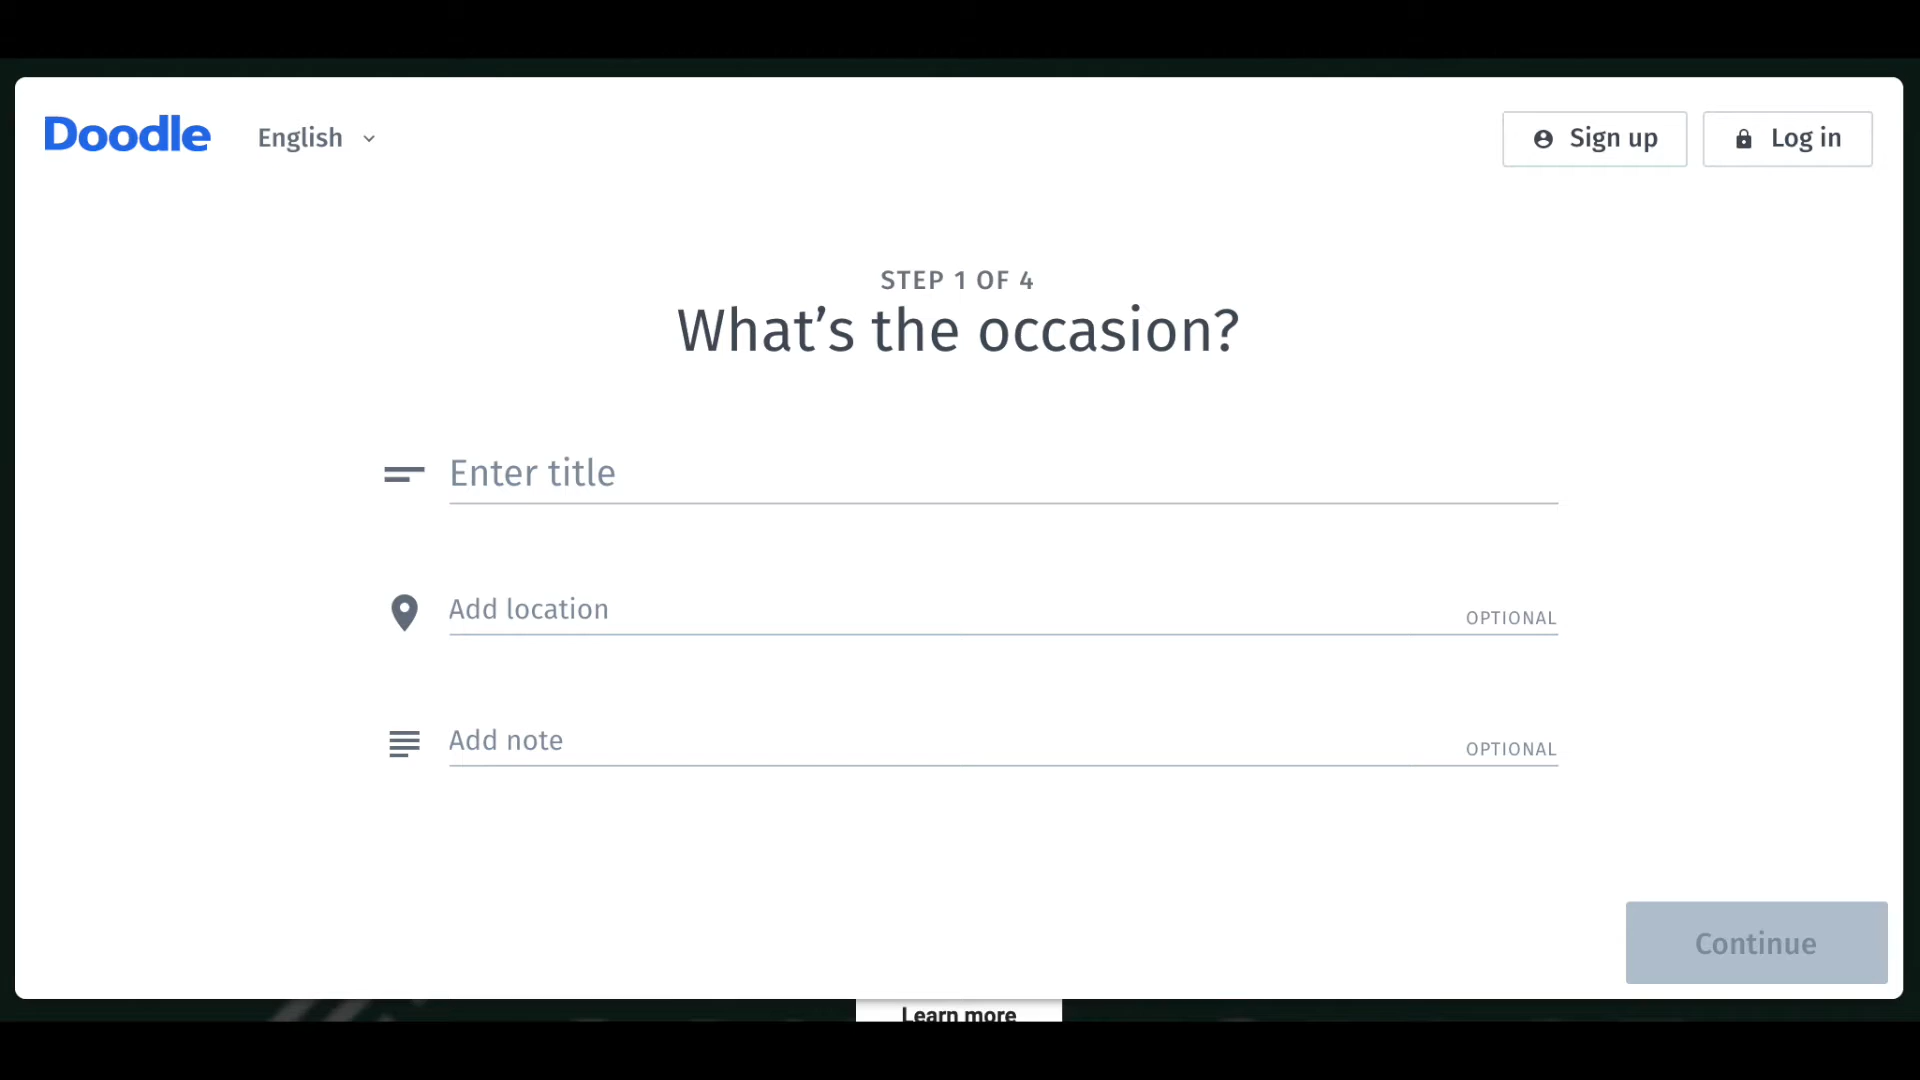 Doodle
English
Sign up
Log in
STEP 1 OF 4
What’s the occasion?
Enter title
Add location
OPTIONAL
Add note
OPTIONAL
Continue
Learn more